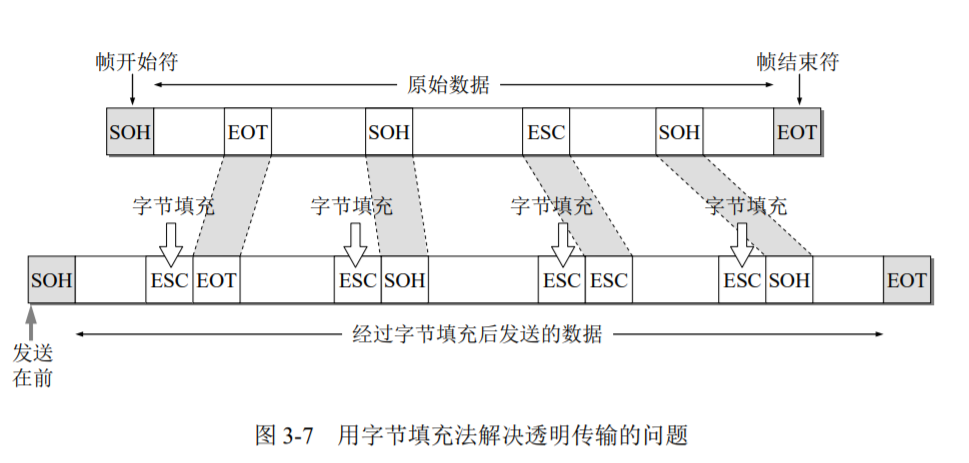 帧开始符
原始数据
帧结束符
SOH EOT SOH ESC SOH EOT
字节填充 字节填充 字节填充 字节填充
SOH ESC EOT ESC SOH ESC ESC ESC SOH EOT
经过字节填充后发送的数据
发送
在前
图 3-7 用字节填充法解决透明传输的问题